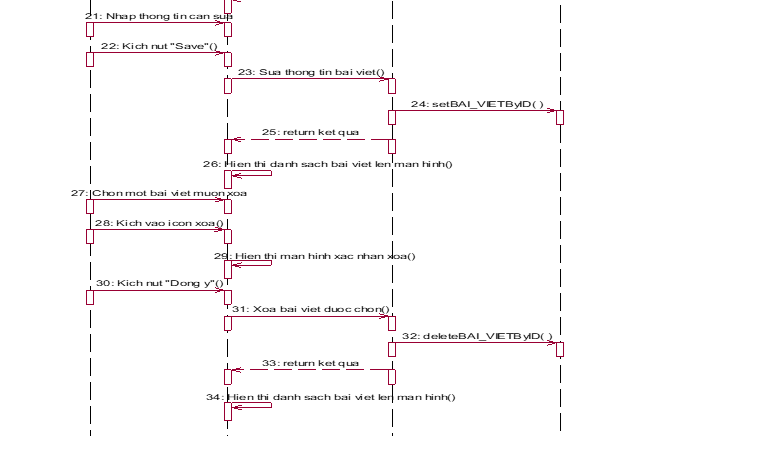 21: Nhap thong tin can sua
22: Kich nut "Save"()
23: Sua thong tin bai viet()
24: setBAI_VIETByID( )
25: return ket qua
26: Hien thi danh sach bai viet len man hinh()
27: Chon mot bai viet muon xoa
28: Kich vao icon xoa()
29: Hien thi man hinh xac nhan xoa()
30: Kich nut "Dong y"()
31: Xoa bai viet duoc chon()
32: deleteBAI_VIETByID( )
33: return ket qua
34: Hien thi danh sach bai viet len man hinh()